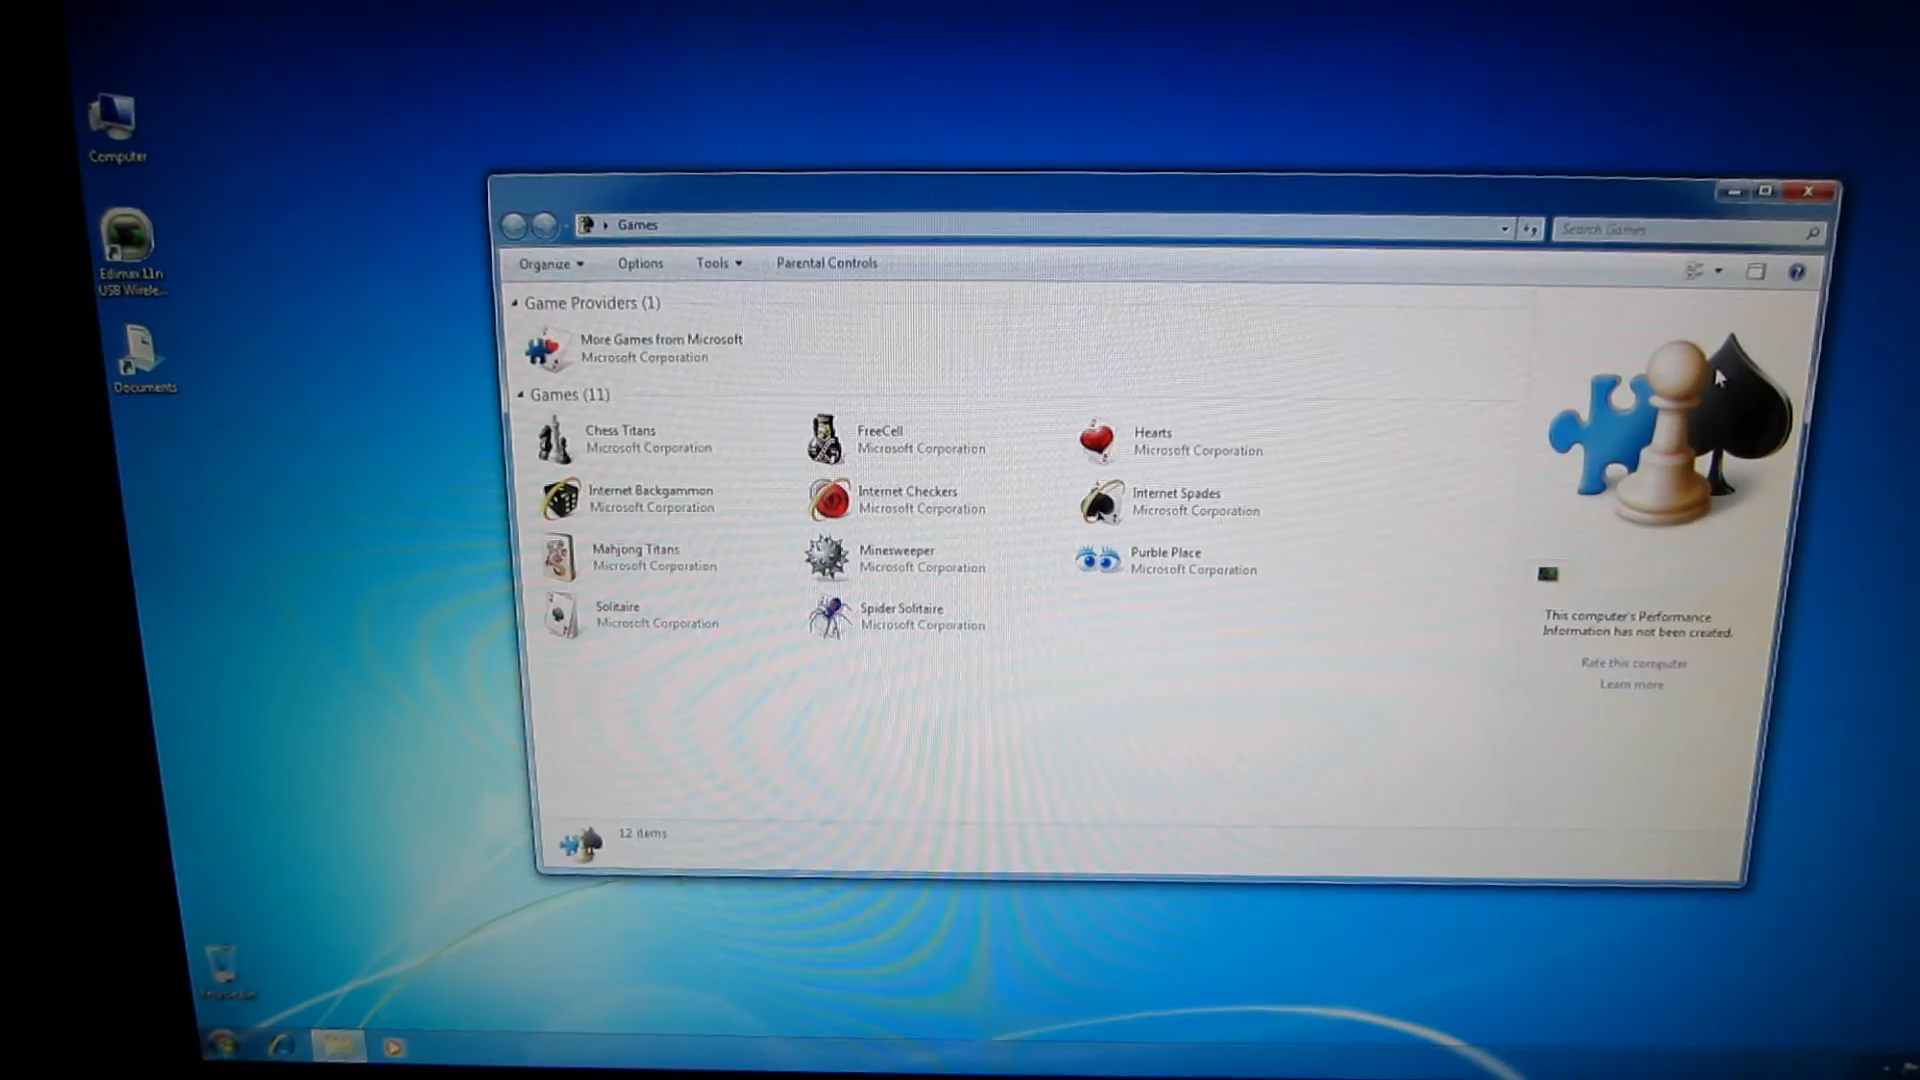 Computer
Edimax 11n
USB Wirele...
Documents
Games
Search Games
Organize
Options
Tools
Parental Controls
Game Providers (1)
More Games from Microsoft
Microsoft Corporation
Games (11)
Chess Titans
Microsoft Corporation
FreeCell
Microsoft Corporation
Hearts
Microsoft Corporation
Internet Backgammon
Microsoft Corporation
Internet Checkers
Microsoft Corporation
Internet Spades
Microsoft Corporation
Mahjong Titans
Microsoft Corporation
Minesweeper
Microsoft Corporation
Purble Place
Microsoft Corporation
Solitaire
Microsoft Corporation
Spider Solitaire
Microsoft Corporation
This computer's Performance
Information has not been created.
Rate this computer
Learn more
12 items